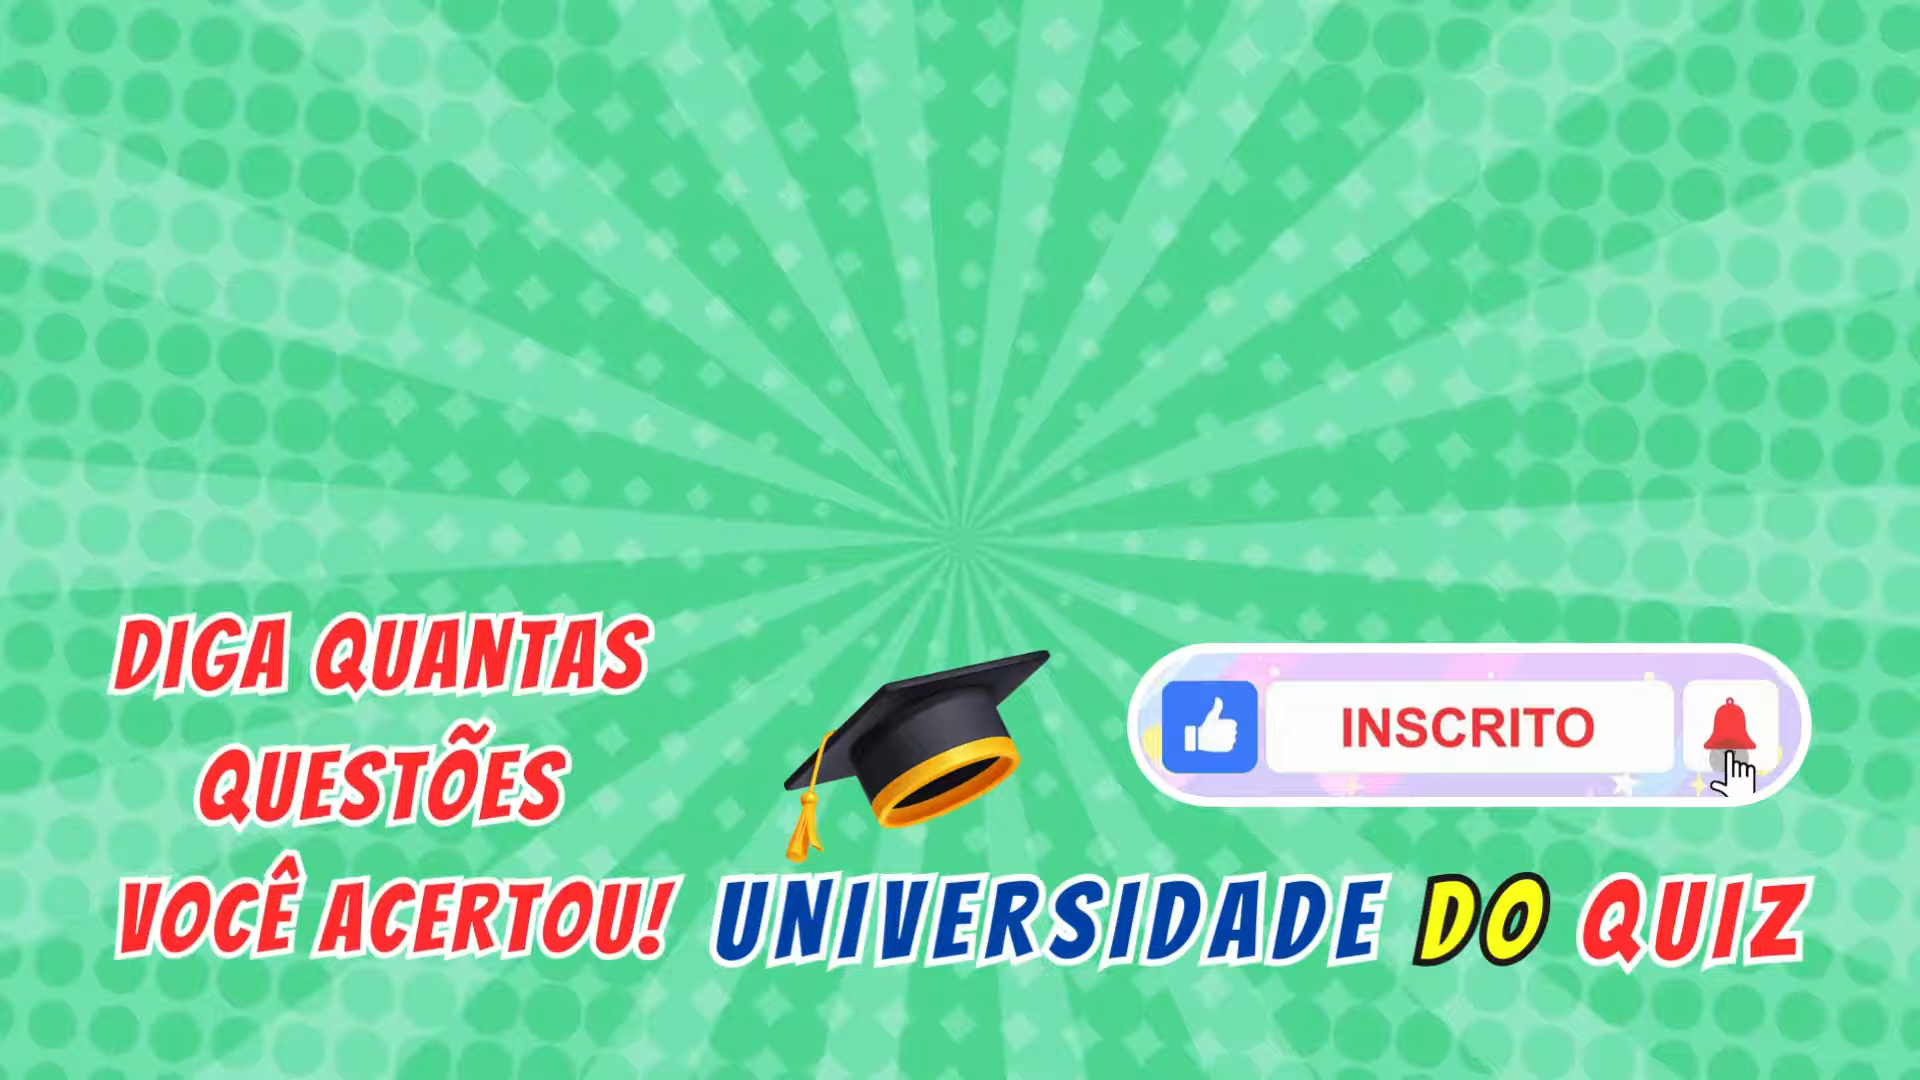 DIGA QUANTAS
QUESTÕES
VOCÊ ACERTOU!
INSCRITO
UNIVERSIDADE DO QUIZ